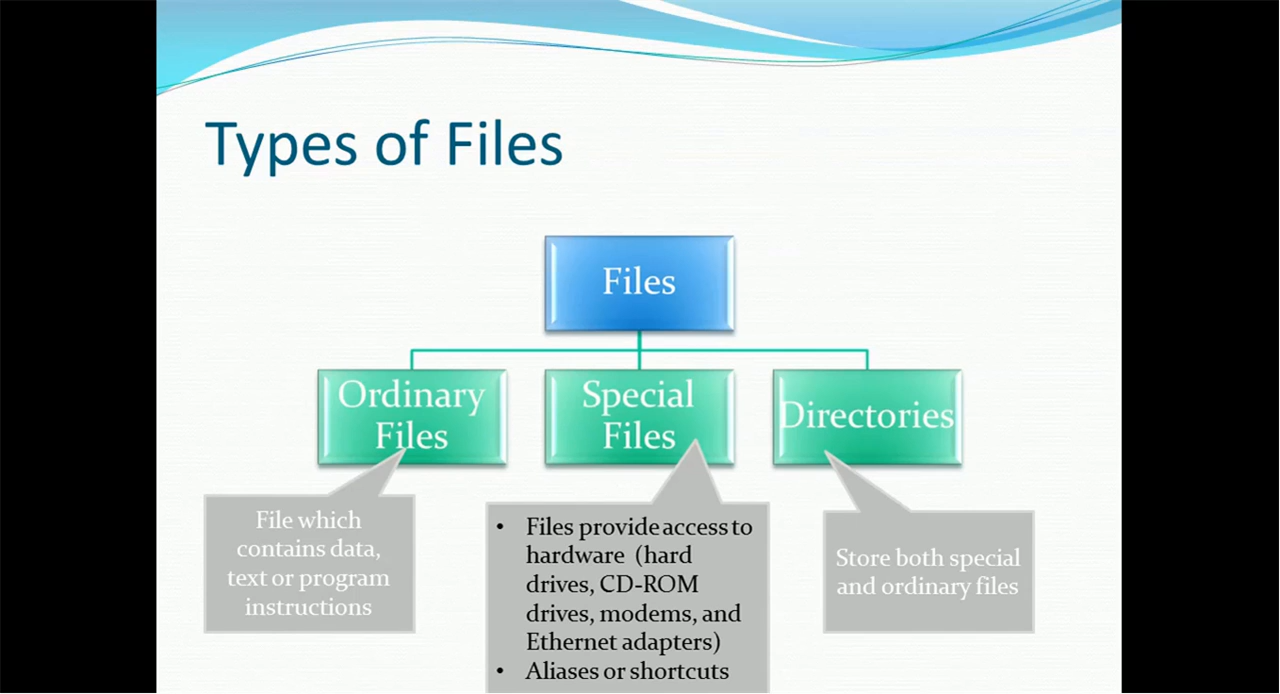 Types of Files
Files
Ordinary
Files
Special
Files
Directories
File which
contains data,
text or program
instructions
• Files provide access to
hardware (hard
drives, CD-ROM
drives, modems, and
Ethernet adapters)
• Aliases or shortcuts
Store both special
and ordinary files